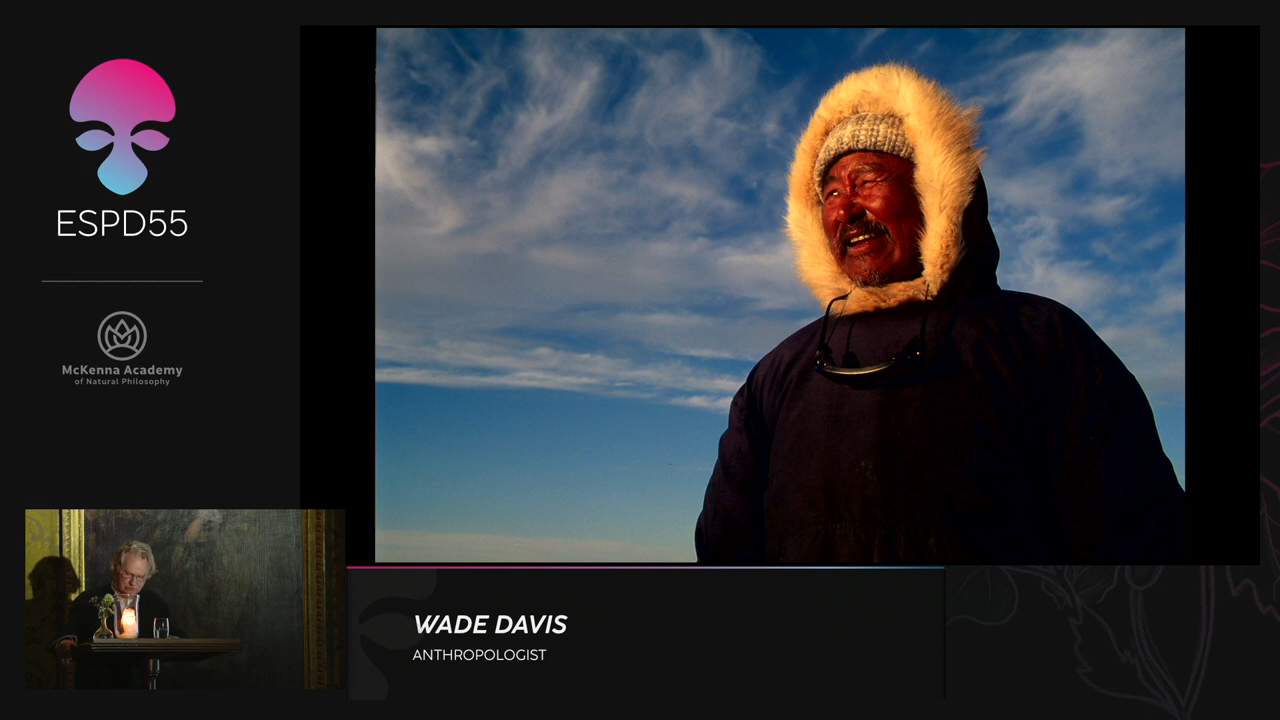 ESPD55
McKenna Academy
of Natural Philosophy
WADE DAVIS
ANTHROPOLOGIST